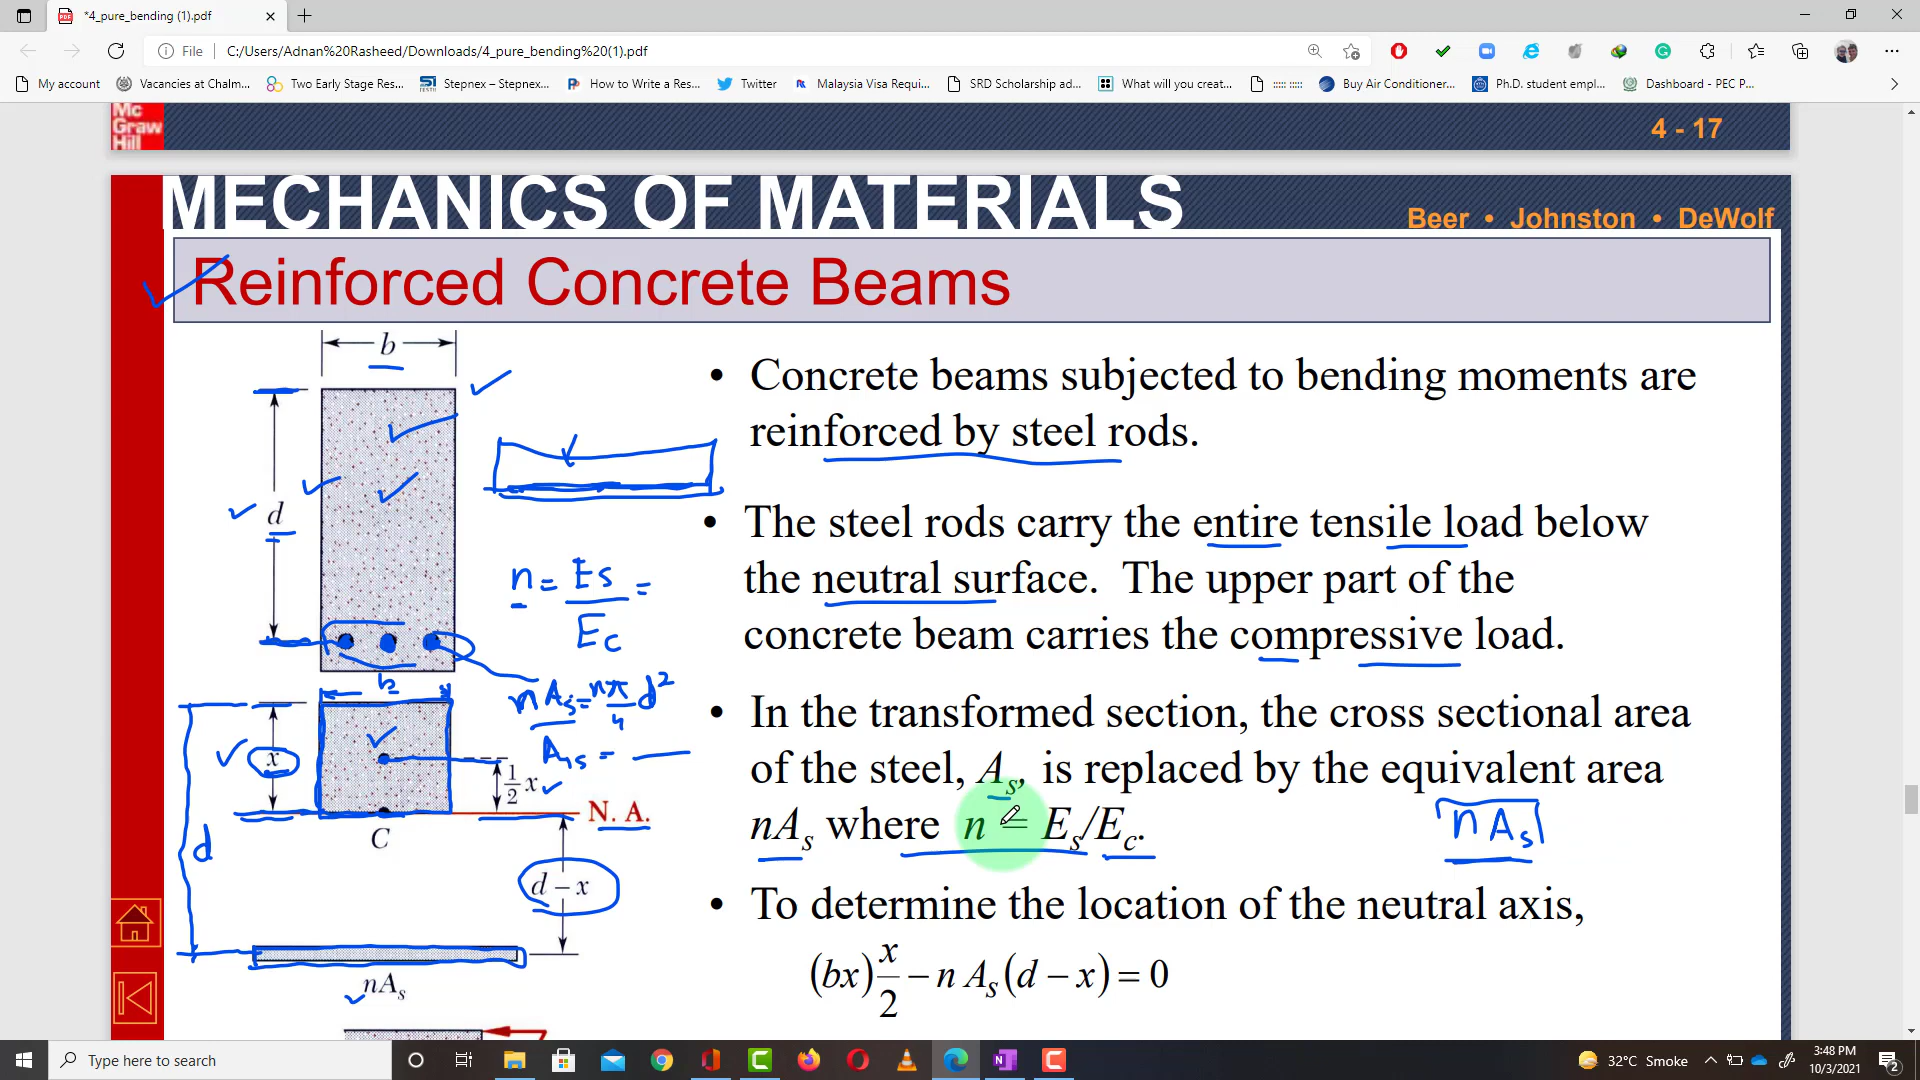 *4_pure_bending (1).pdf
File C:/Users/Adnan%20Rasheed/Downloads/4_pure_bending%20(1).pdf
My account Vacancies at Chalm... Two Early Stage Res... Stepnex – Stepnex... How to Write a Res... Twitter Malaysia Visa Requi... SRD Scholarship ad... What will you creat... ::::: ::::: Buy Air Conditioner... Ph.D. student empl... Dashboard - PEC P...
Mc
Graw
Hill
4 - 17
MECHANICS OF MATERIALS
Beer • Johnston • DeWolf
Reinforced Concrete Beams
b
d
n = Es =
Ec
b
nAs = nπ/4 d²
As =
x
1/2 x
N. A.
C
d
d – x
nAs
• Concrete beams subjected to bending moments are
reinforced by steel rods.
• The steel rods carry the entire tensile load below
the neutral surface. The upper part of the
concrete beam carries the compressive load.
• In the transformed section, the cross sectional area
of the steel, As, is replaced by the equivalent area
nAs where n = Es/Ec.
nAs
• To determine the location of the neutral axis,
(bx) x/2 − n As (d − x) = 0
Type here to search
32°C Smoke
3:48 PM
10/3/2021
2